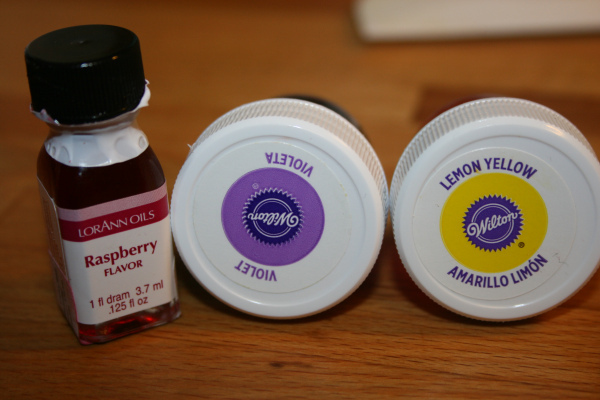 LORANN OILS
Raspberry
FLAVOR
1 fl dram 3.7 ml
.125 fl oz
VIOLETA
®
Wilton
VIOLET
LEMON YELLOW
Wilton
®
AMARILLO LIMÓN